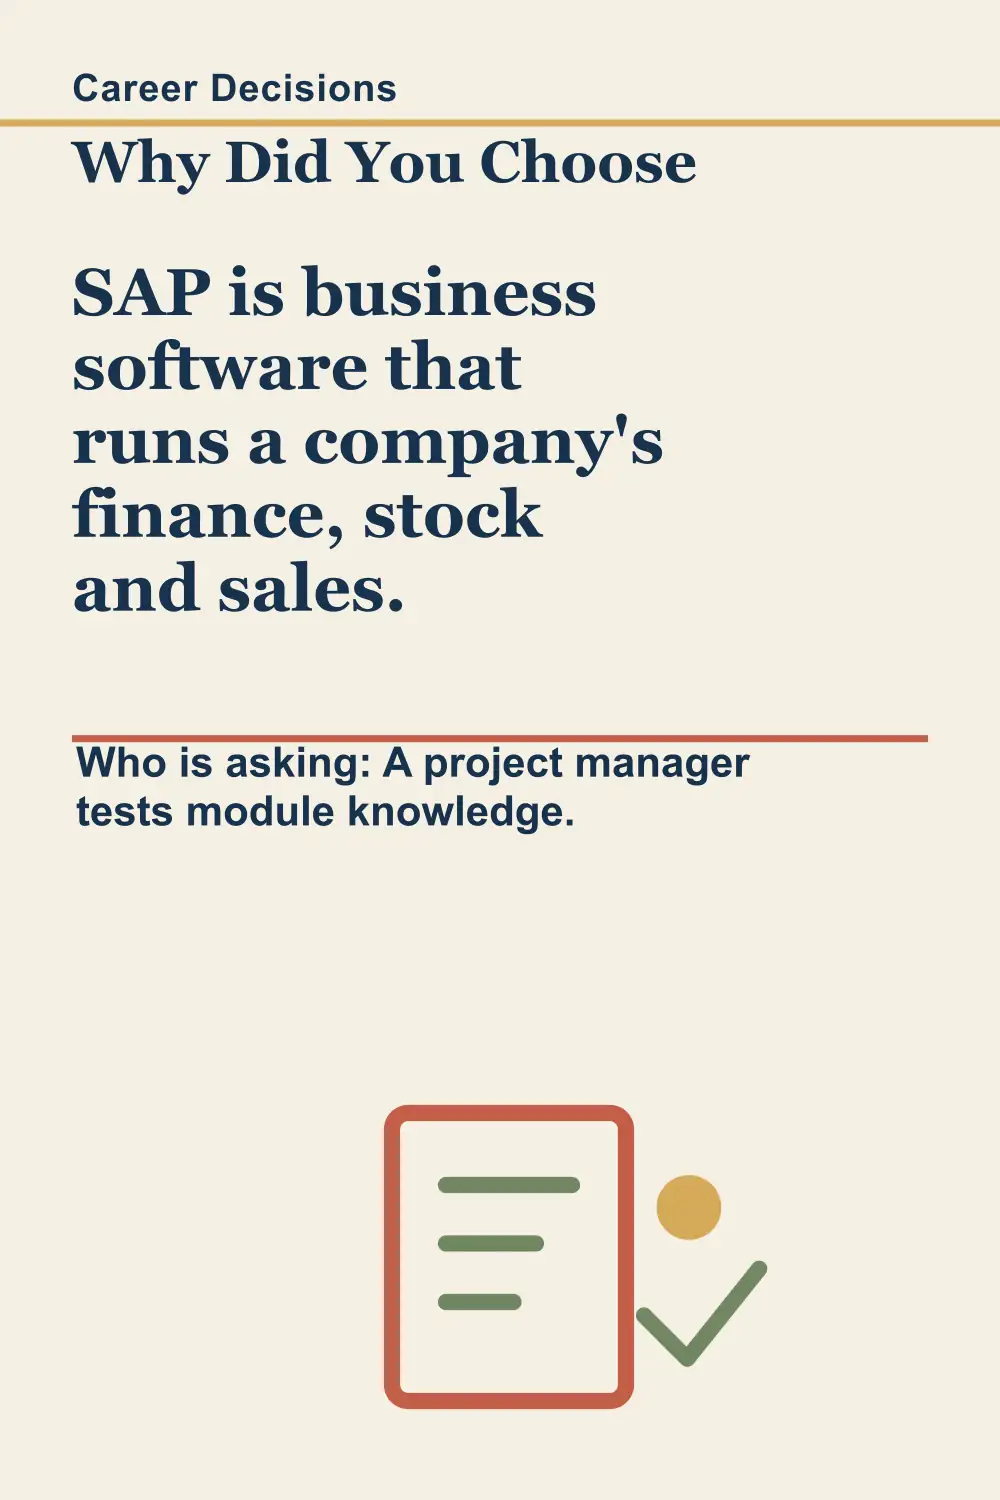 Career Decisions
Why Did You Choose
SAP is business
software that
runs a company's
finance, stock
and sales.
Who is asking: A project manager
tests module knowledge.